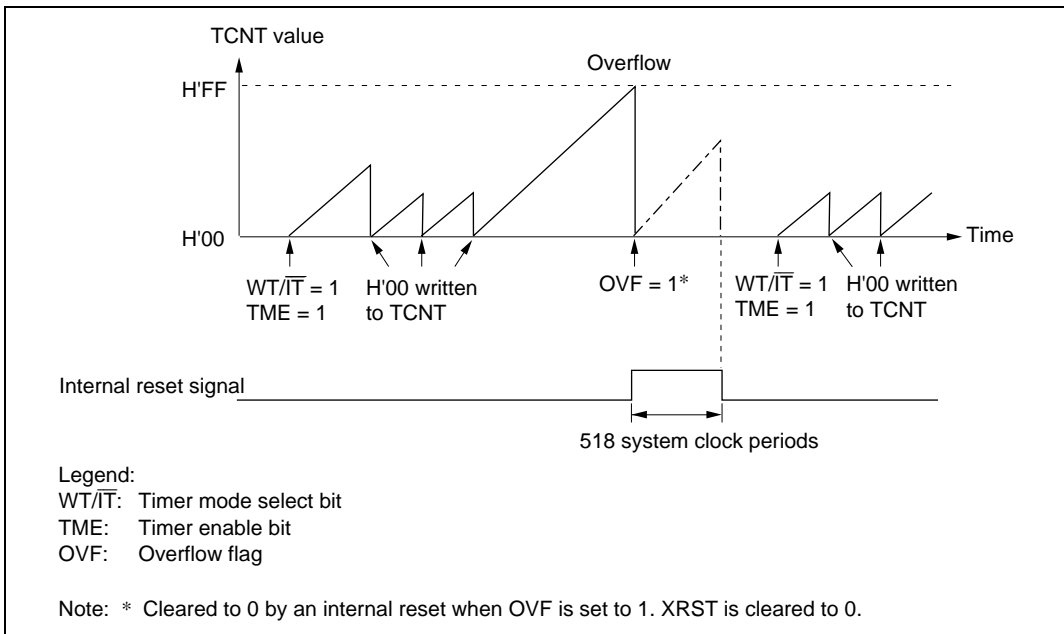 TCNT value
Overflow
H'FF
H'00
Time
WT/I̅T̅ = 1
TME = 1
H'00 written
to TCNT
OVF = 1*
WT/I̅T̅ = 1
TME = 1
H'00 written
to TCNT
Internal reset signal
518 system clock periods
Legend:
WT/I̅T̅: Timer mode select bit
TME: Timer enable bit
OVF: Overflow flag
Note: * Cleared to 0 by an internal reset when OVF is set to 1. XRST is cleared to 0.